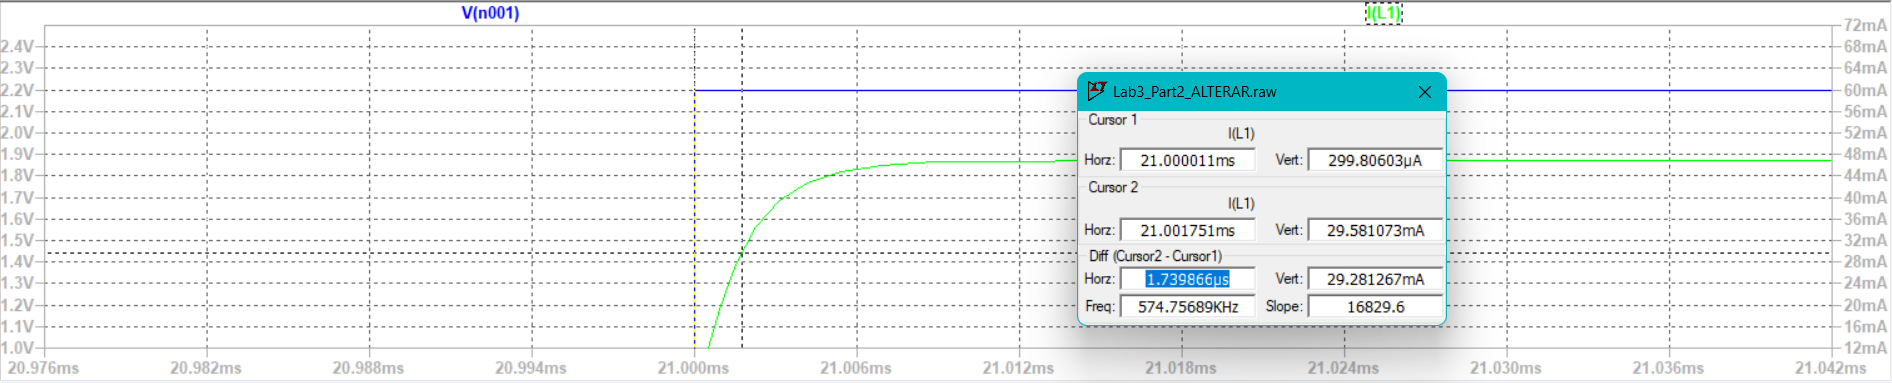 V(n001) I(L1)
2.4V
2.3V
2.2V
2.1V
2.0V
1.9V
1.8V
1.7V
1.6V
1.5V
1.4V
1.3V
1.2V
1.1V
1.0V
72mA
68mA
64mA
60mA
56mA
52mA
48mA
44mA
40mA
36mA
32mA
28mA
24mA
20mA
16mA
12mA
20.976ms 20.982ms 20.988ms 20.994ms 21.000ms 21.006ms 21.012ms 21.018ms 21.024ms 21.030ms 21.036ms 21.042ms
Lab3_Part2_ALTERAR.raw
Cursor 1
I(L1)
Horz: 21.000011ms Vert: 299.80603µA
Cursor 2
I(L1)
Horz: 21.001751ms Vert: 29.581073mA
Diff (Cursor2 - Cursor1)
Horz: 1.739866µs Vert: 29.281267mA
Freq: 574.75689KHz Slope: 16829.6